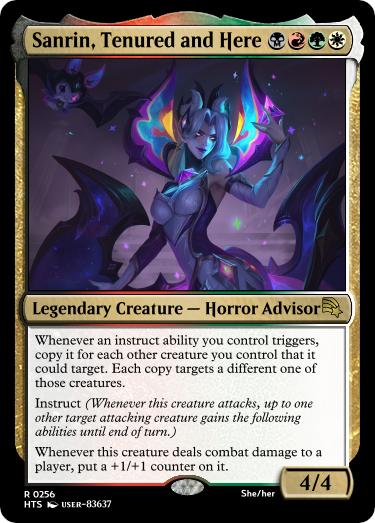 Sanrin, Tenured and Here
Legendary Creature — Horror Advisor
Whenever an instruct ability you control triggers,
copy it for each other creature you control that it
could target. Each copy targets a different one of
those creatures.
Instruct (Whenever this creature attacks, up to one
other target attacking creature gains the following
abilities until end of turn.)
Whenever this creature deals combat damage to a
player, put a +1/+1 counter on it.
4/4
R 0256
She/her
HTS USER-83637